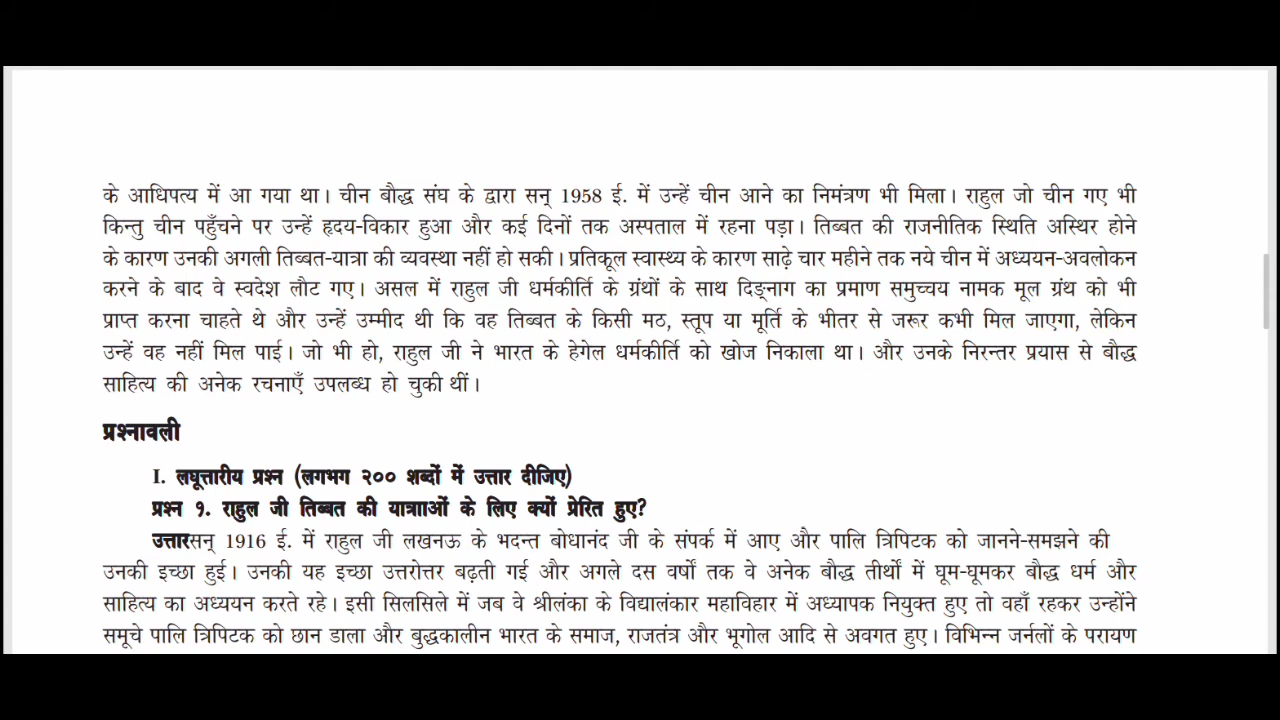 के आधिपत्य में आ गया था। चीन बौद्ध संघ के द्वारा सन् 1958 ई. में उन्हें चीन आने का निमंत्रण भी मिला। राहुल जो चीन गए भी
किन्तु चीन पहुँचने पर उन्हें हृदय-विकार हुआ और कई दिनों तक अस्पताल में रहना पड़ा। तिब्बत की राजनीतिक स्थिति अस्थिर होने
के कारण उनकी अगली तिब्बत-यात्रा की व्यवस्था नहीं हो सकी। प्रतिकूल स्वास्थ्य के कारण साढ़े चार महीने तक नये चीन में अध्ययन-अवलोकन
करने के बाद वे स्वदेश लौट गए। असल में राहुल जी धर्मकीर्ति के ग्रंथों के साथ दिङ्नाग का प्रमाण समुच्चय नामक मूल ग्रंथ को भी
प्राप्त करना चाहते थे और उन्हें उम्मीद थी कि वह तिब्बत के किसी मठ, स्तूप या मूर्ति के भीतर से जरूर कभी मिल जाएगा, लेकिन
उन्हें वह नहीं मिल पाई। जो भी हो, राहुल जी ने भारत के हेगेल धर्मकीर्ति को खोज निकाला था। और उनके निरन्तर प्रयास से बौद्ध
साहित्य की अनेक रचनाएँ उपलब्ध हो चुकी थीं।
प्रश्नावली
I. लघूत्तारीय प्रश्न (लगभग २०० शब्दों में उत्तार दीजिए)
प्रश्न १. राहुल जी तिब्बत की यात्रााओं के लिए क्यों प्रेरित हुए?
उत्तारसन् 1916 ई. में राहुल जी लखनऊ के भदन्त बोधानंद जी के संपर्क में आए और पालि त्रिपिटक को जानने-समझने की
उनकी इच्छा हुई। उनकी यह इच्छा उत्तरोत्तर बढ़ती गई और अगले दस वर्षों तक वे अनेक बौद्ध तीर्थों में घूम-घूमकर बौद्ध धर्म और
साहित्य का अध्ययन करते रहे। इसी सिलसिले में जब वे श्रीलंका के विद्यालंकार महाविहार में अध्यापक नियुक्त हुए तो वहाँ रहकर उन्होंने
समूचे पालि त्रिपिटक को छान डाला और बुद्धकालीन भारत के समाज, राजतंत्र और भूगोल आदि से अवगत हुए। विभिन्न जर्नलों के परायण